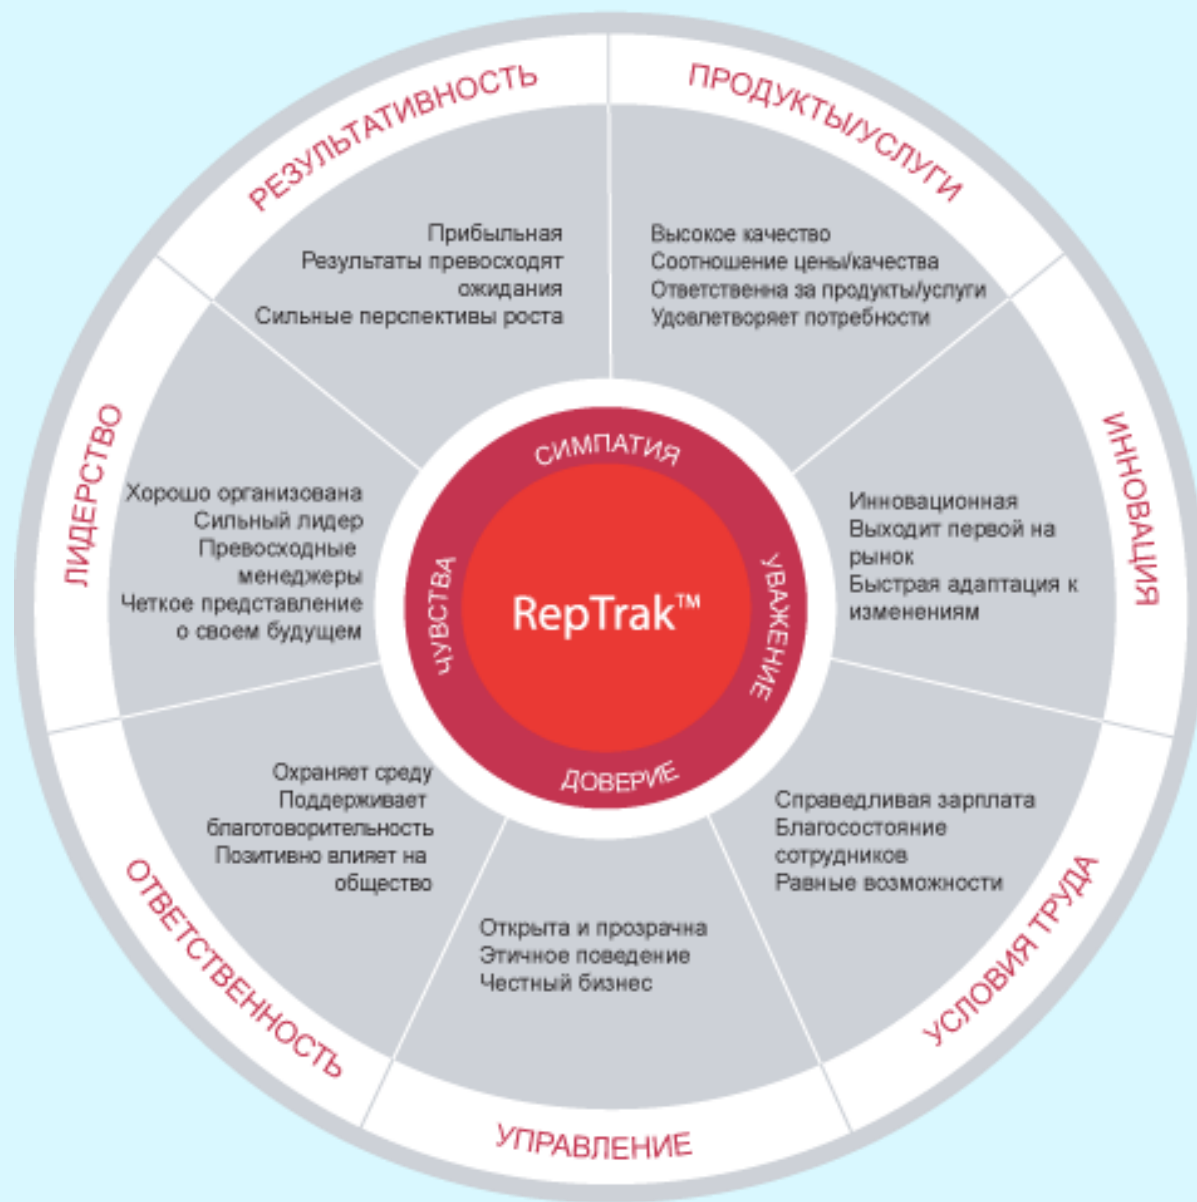 РЕЗУЛЬТАТИВНОСТЬ
Прибыльная
Результаты превосходят
ожидания
Сильные перспективы роста
ПРОДУКТЫ/УСЛУГИ
Высокое качество
Соотношение цены/качества
Ответственна за продукты/услуги
Удовлетворяет потребности
ИННОВАЦИЯ
Инновационная
Выходит первой на
рынок
Быстрая адаптация к
изменениям
УСЛОВИЯ ТРУДА
Справедливая зарплата
Благосостояние
сотрудников
Равные возможности
УПРАВЛЕНИЕ
Открыта и прозрачна
Этичное поведение
Честный бизнес
ОТВЕТСТВЕННОСТЬ
Охраняет среду
Поддерживает
благотоворительность
Позитивно влияет на
общество
ЛИДЕРСТВО
Хорошо организована
Сильный лидер
Превосходные
менеджеры
Четкое представление
о своем будущем
СИМПАТИЯ
УВАЖЕНИЕ
ДОВЕРИЕ
ЧУВСТВА
RepTrak™